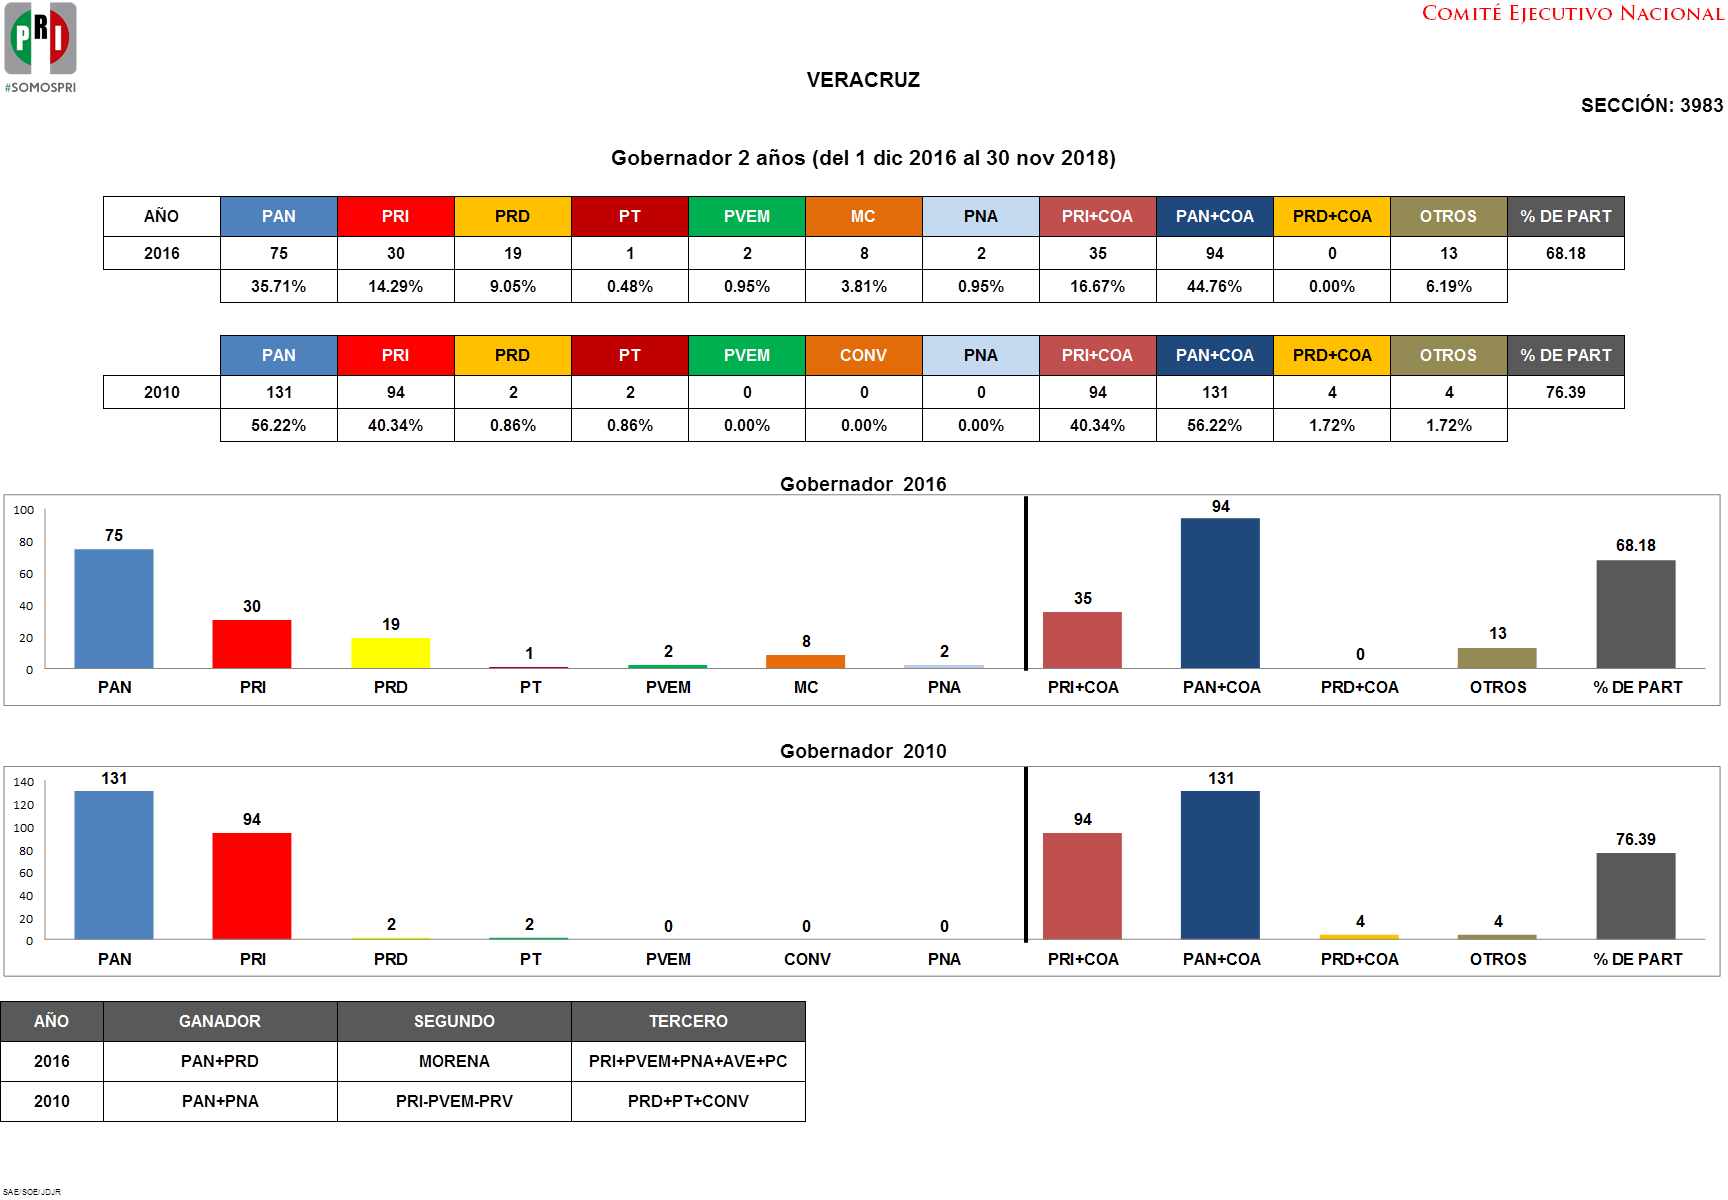 COMITÉ EJECUTIVO NACIONAL
PRI
#SOMOSPRI
VERACRUZ
SECCIÓN: 3983
Gobernador 2 años (del 1 dic 2016 al 30 nov 2018)
AÑO PAN PRI PRD PT PVEM MC PNA PRI+COA PAN+COA PRD+COA OTROS % DE PART
2016 75 30 19 1 2 8 2 35 94 0 13 68.18
35.71% 14.29% 9.05% 0.48% 0.95% 3.81% 0.95% 16.67% 44.76% 0.00% 6.19%
PAN PRI PRD PT PVEM CONV PNA PRI+COA PAN+COA PRD+COA OTROS % DE PART
2010 131 94 2 2 0 0 0 94 131 4 4 76.39
56.22% 40.34% 0.86% 0.86% 0.00% 0.00% 0.00% 40.34% 56.22% 1.72% 1.72%
Gobernador 2016
100
80
60
40
20
0
75 30 19 1 2 8 2 35 94 0 13 68.18
PAN PRI PRD PT PVEM MC PNA PRI+COA PAN+COA PRD+COA OTROS % DE PART
Gobernador 2010
140
120
100
80
60
40
20
0
131 94 2 2 0 0 0 94 131 4 4 76.39
PAN PRI PRD PT PVEM CONV PNA PRI+COA PAN+COA PRD+COA OTROS % DE PART
AÑO GANADOR SEGUNDO TERCERO
2016 PAN+PRD MORENA PRI+PVEM+PNA+AVE+PC
2010 PAN+PNA PRI-PVEM-PRV PRD+PT+CONV
SAE/SOE/JDJR